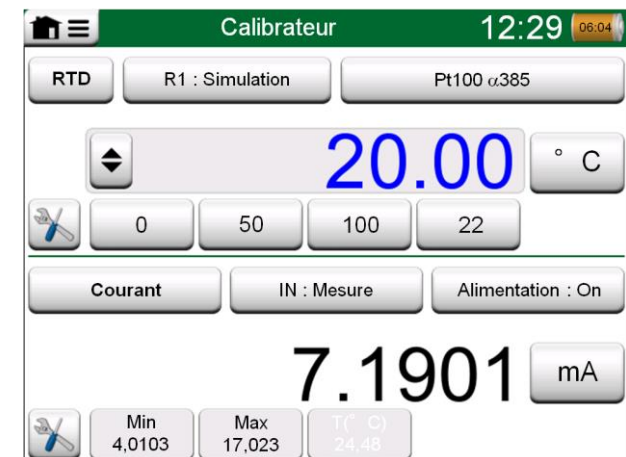 Calibrateur 12:29 06:04
RTD R1 : Simulation Pt100 α385
20.00 ° C
0 50 100 22
Courant IN : Mesure Alimentation : On
7.1901 mA
Min Max T(° C)
4,0103 17,023 24,48